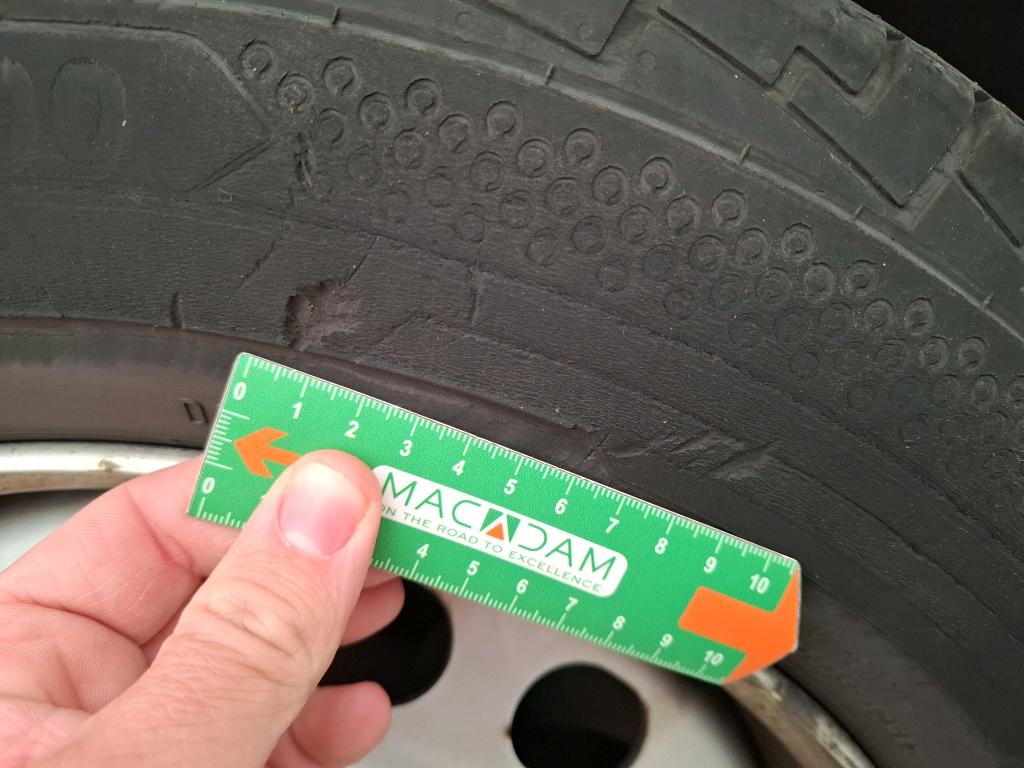 00
D
0 1 2 3 4 5 6 7 8 9 10
MACADAM
ON THE ROAD TO EXCELLENCE
0 4 5 6 7 8 9 10